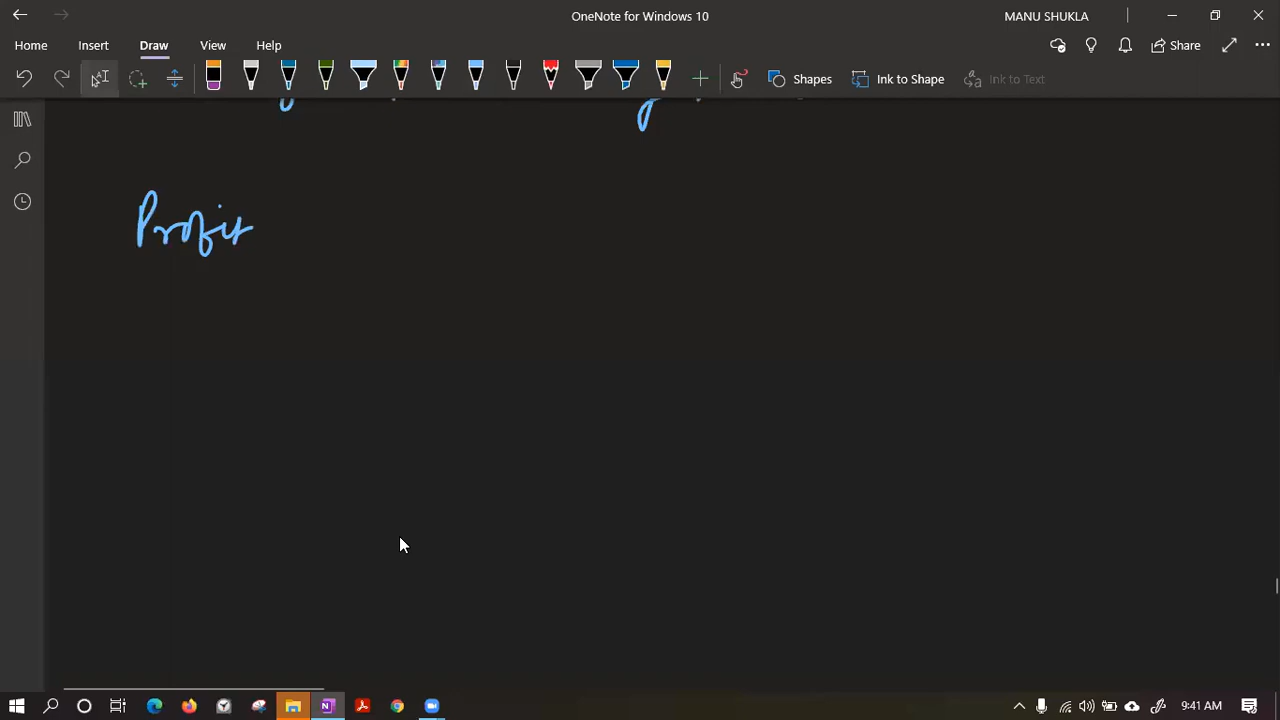 OneNote for Windows 10
MANU SHUKLA
Home Insert Draw View Help
Share
Shapes
Ink to Shape
Ink to Text
Profit
9:41 AM